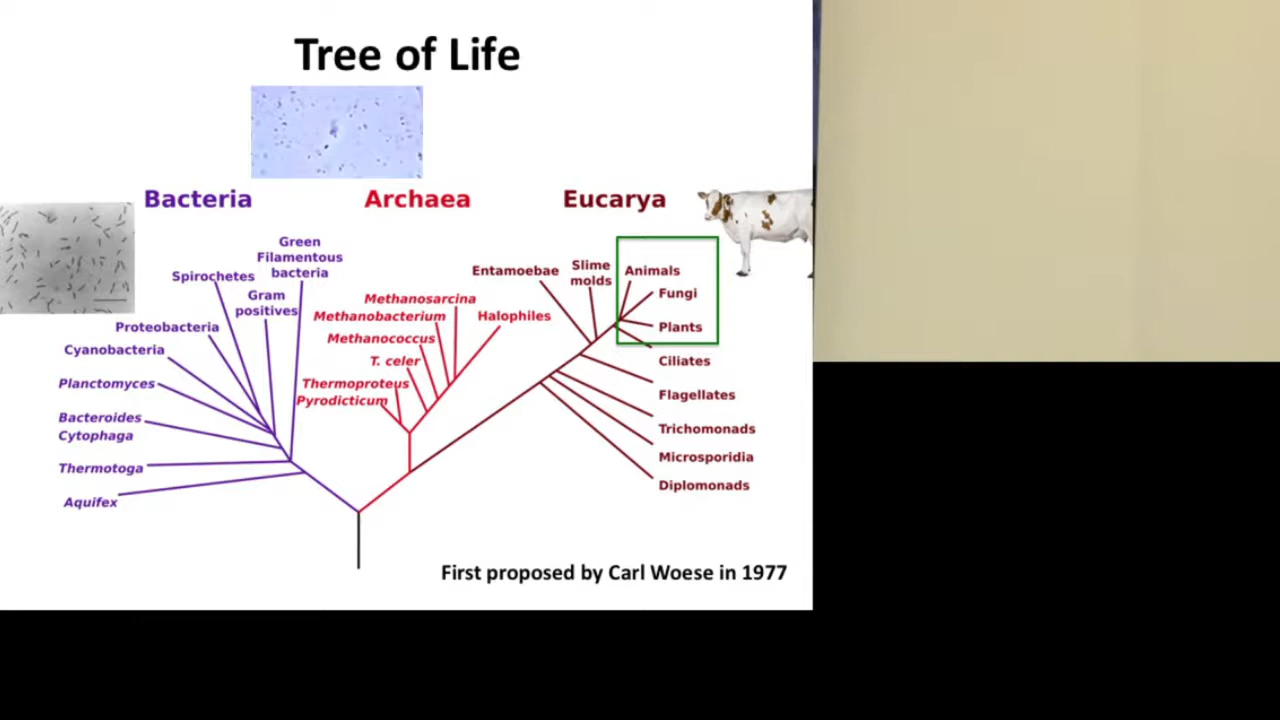 Tree of Life
Bacteria
Archaea
Eucarya
Green
Filamentous
bacteria
Spirochetes
Gram
positives
Proteobacteria
Cyanobacteria
Planctomyces
Bacteroides
Cytophaga
Thermotoga
Aquifex
Methanosarcina
Methanobacterium
Halophiles
Methanococcus
T. celer
Thermoproteus
Pyrodicticum
Entamoebae
Slime
molds
Animals
Fungi
Plants
Ciliates
Flagellates
Trichomonads
Microsporidia
Diplomonads
First proposed by Carl Woese in 1977